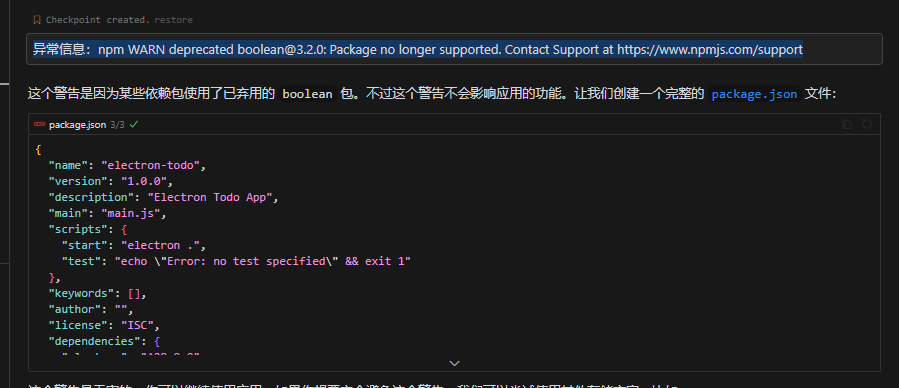 Checkpoint created. restore
异常信息：npm WARN deprecated boolean@3.2.0: Package no longer supported. Contact Support at https://www.npmjs.com/support
这个警告是因为某些依赖包使用了已弃用的 boolean 包。不过这个警告不会影响应用的功能。让我们创建一个完整的 package.json 文件：
package.json 3/3
{
"name": "electron-todo",
"version": "1.0.0",
"description": "Electron Todo App",
"main": "main.js",
"scripts": {
"start": "electron .",
"test": "echo \"Error: no test specified\" && exit 1"
},
"keywords": [],
"author": "",
"license": "ISC",
"dependencies": {